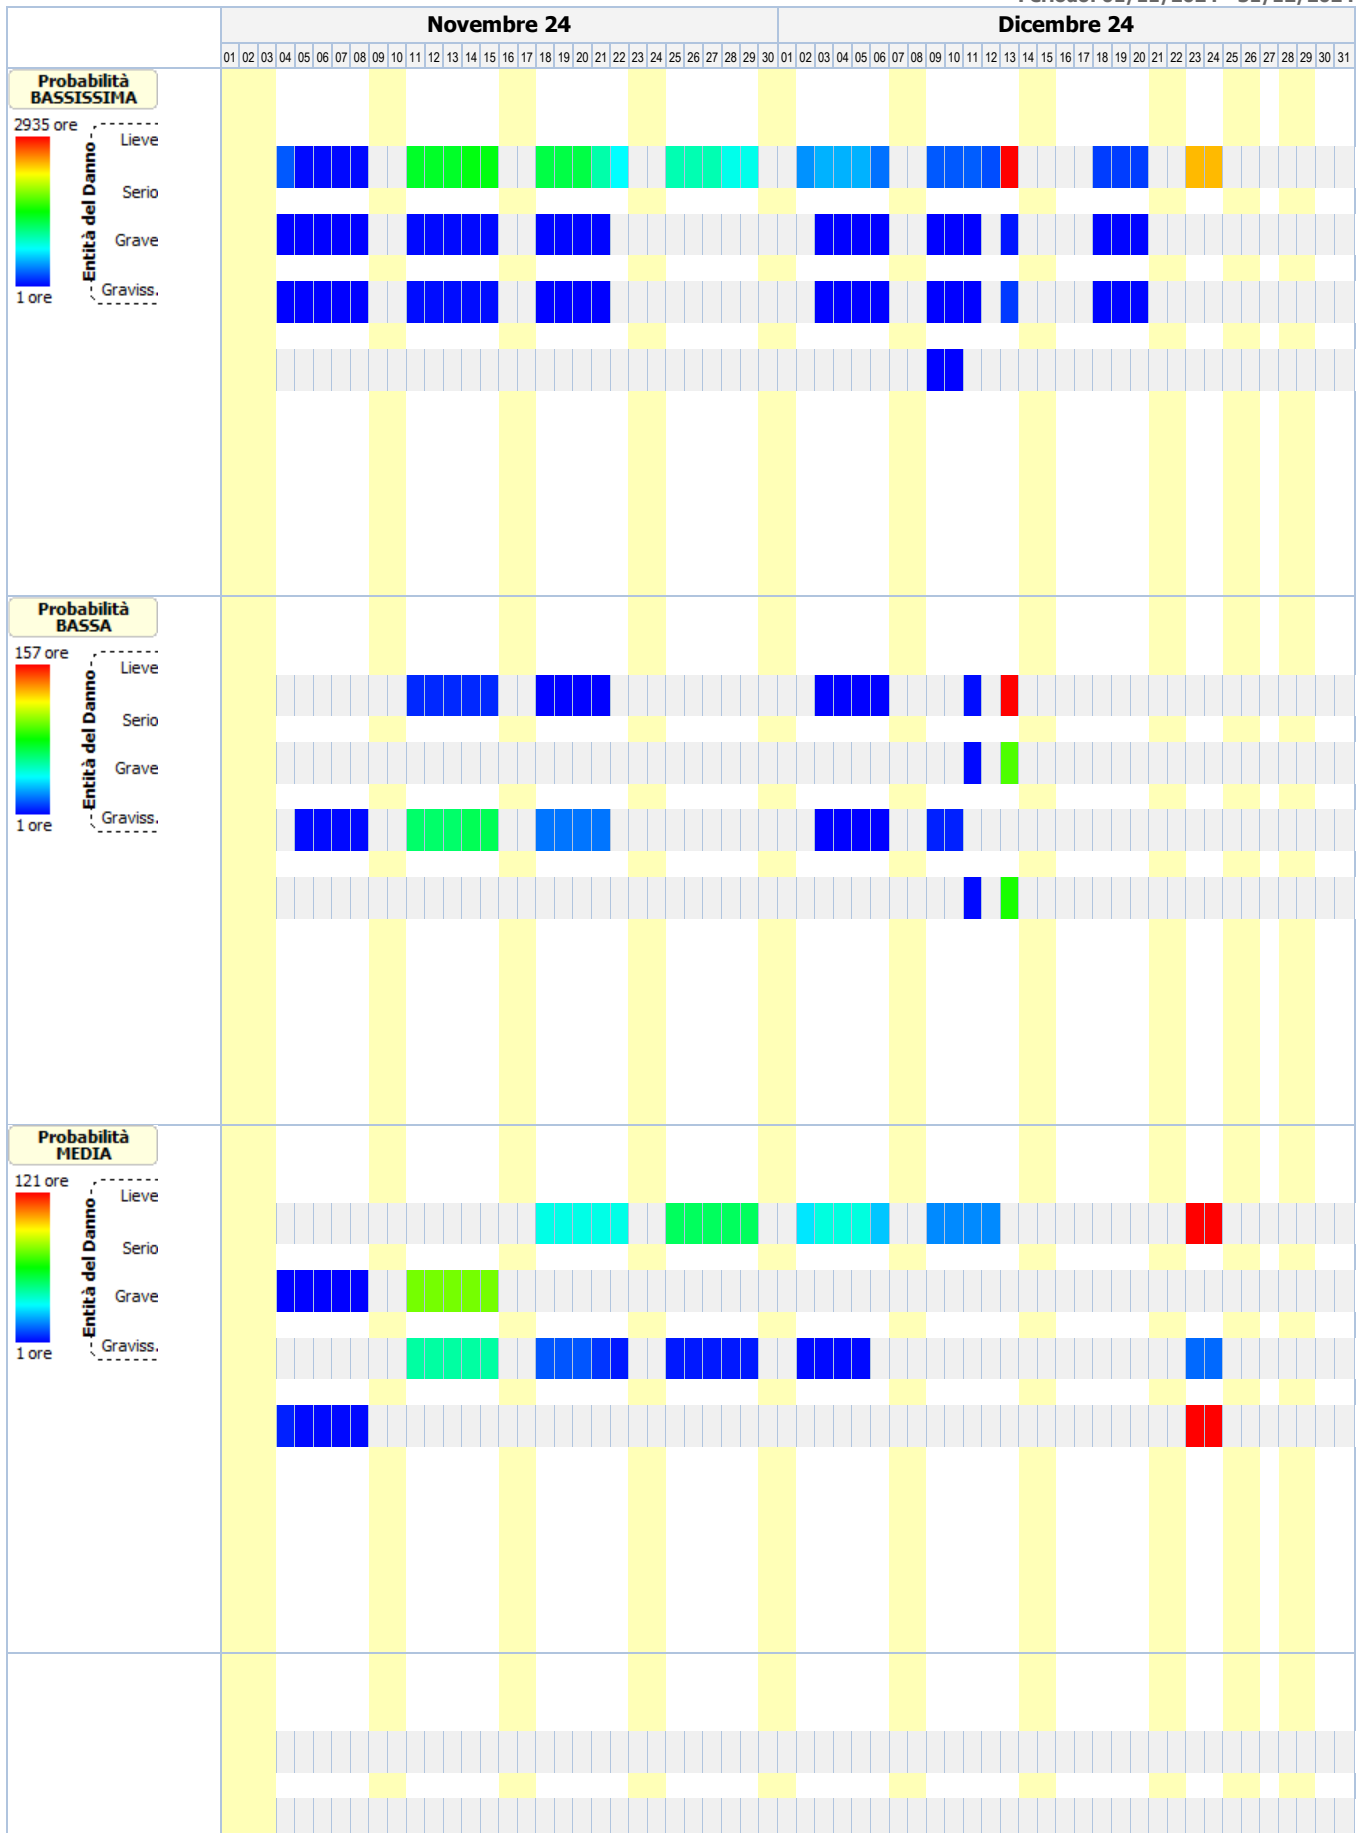 Novembre 24 Dicembre 24
01 02 03 04 05 06 07 08 09 10 11 12 13 14 15 16 17 18 19 20 21 22 23 24 25 26 27 28 29 30 01 02 03 04 05 06 07 08 09 10 11 12 13 14 15 16 17 18 19 20 21 22 23 24 25 26 27 28 29 30 31
Probabilità
BASSISSIMA
2935 ore
1 ore
Entità del Danno
Lieve
Serio
Grave
Graviss.
Probabilità
BASSA
157 ore
1 ore
Entità del Danno
Lieve
Serio
Grave
Graviss.
Probabilità
MEDIA
121 ore
1 ore
Entità del Danno
Lieve
Serio
Grave
Graviss.